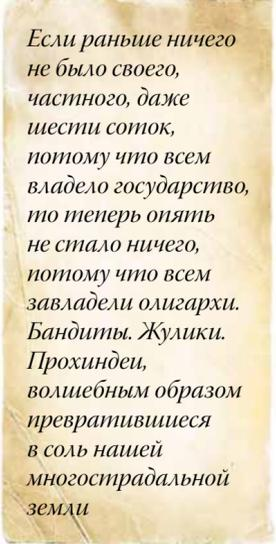 Если раньше ничего
не было своего,
частного, даже
шести соток,
потому что всем
владело государство,
то теперь опять
не стало ничего,
потому что всем
завладели олигархи.
Бандиты. Жулики.
Прохиндеи,
волшебным образом
превратившиеся
в соль нашей
многострадальной
земли